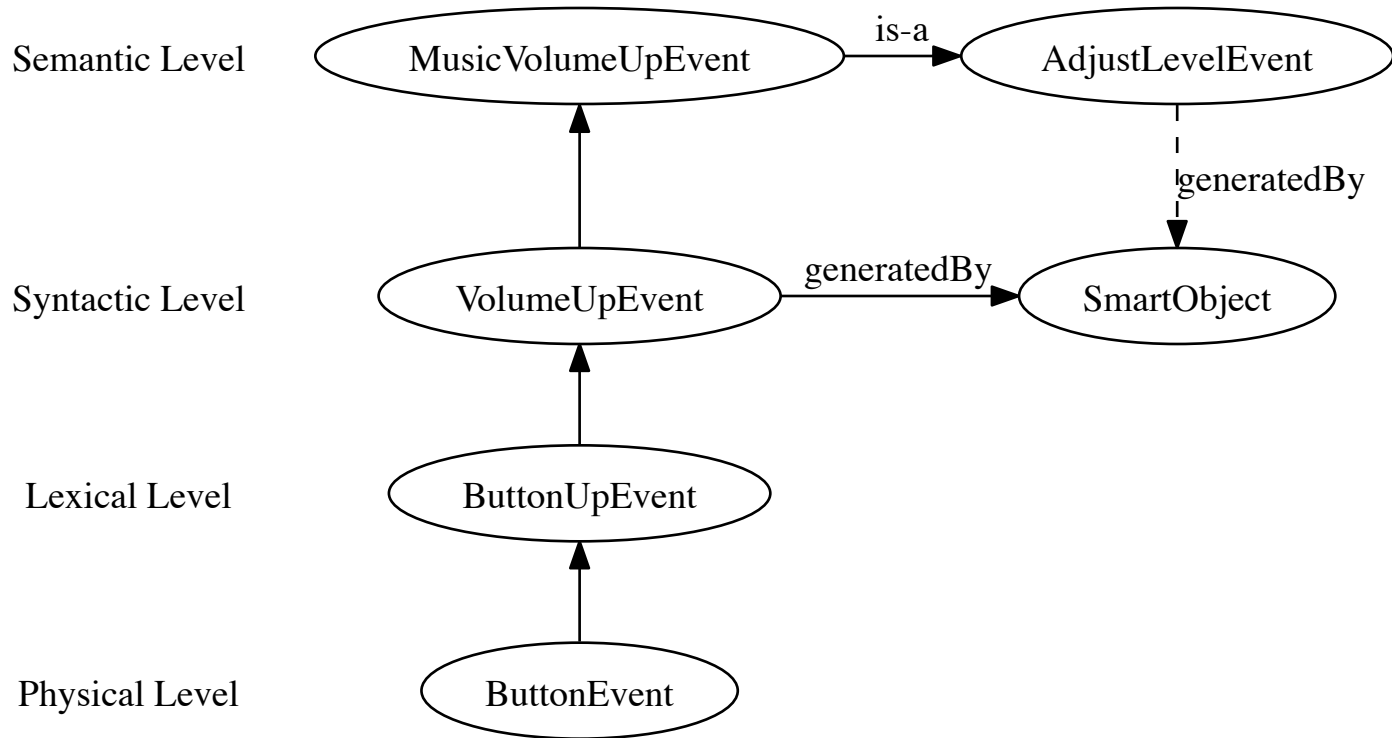 is-a
Semantic Level MusicVolumeUpEvent AdjustLevelEvent
generatedBy
generatedBy
Syntactic Level VolumeUpEvent SmartObject
Lexical Level ButtonUpEvent
Physical Level ButtonEvent